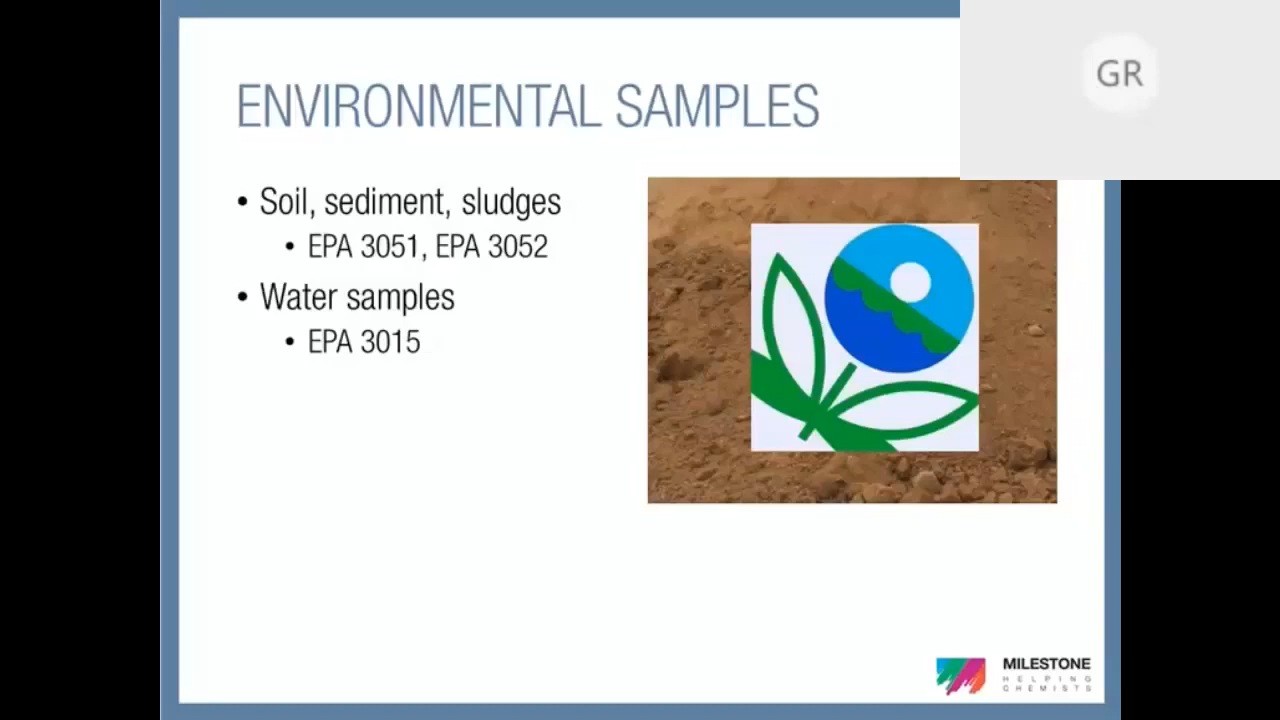 GR
ENVIRONMENTAL SAMPLES
• Soil, sediment, sludges
• EPA 3051, EPA 3052
• Water samples
• EPA 3015
MILESTONE
HELPING
CHEMISTS